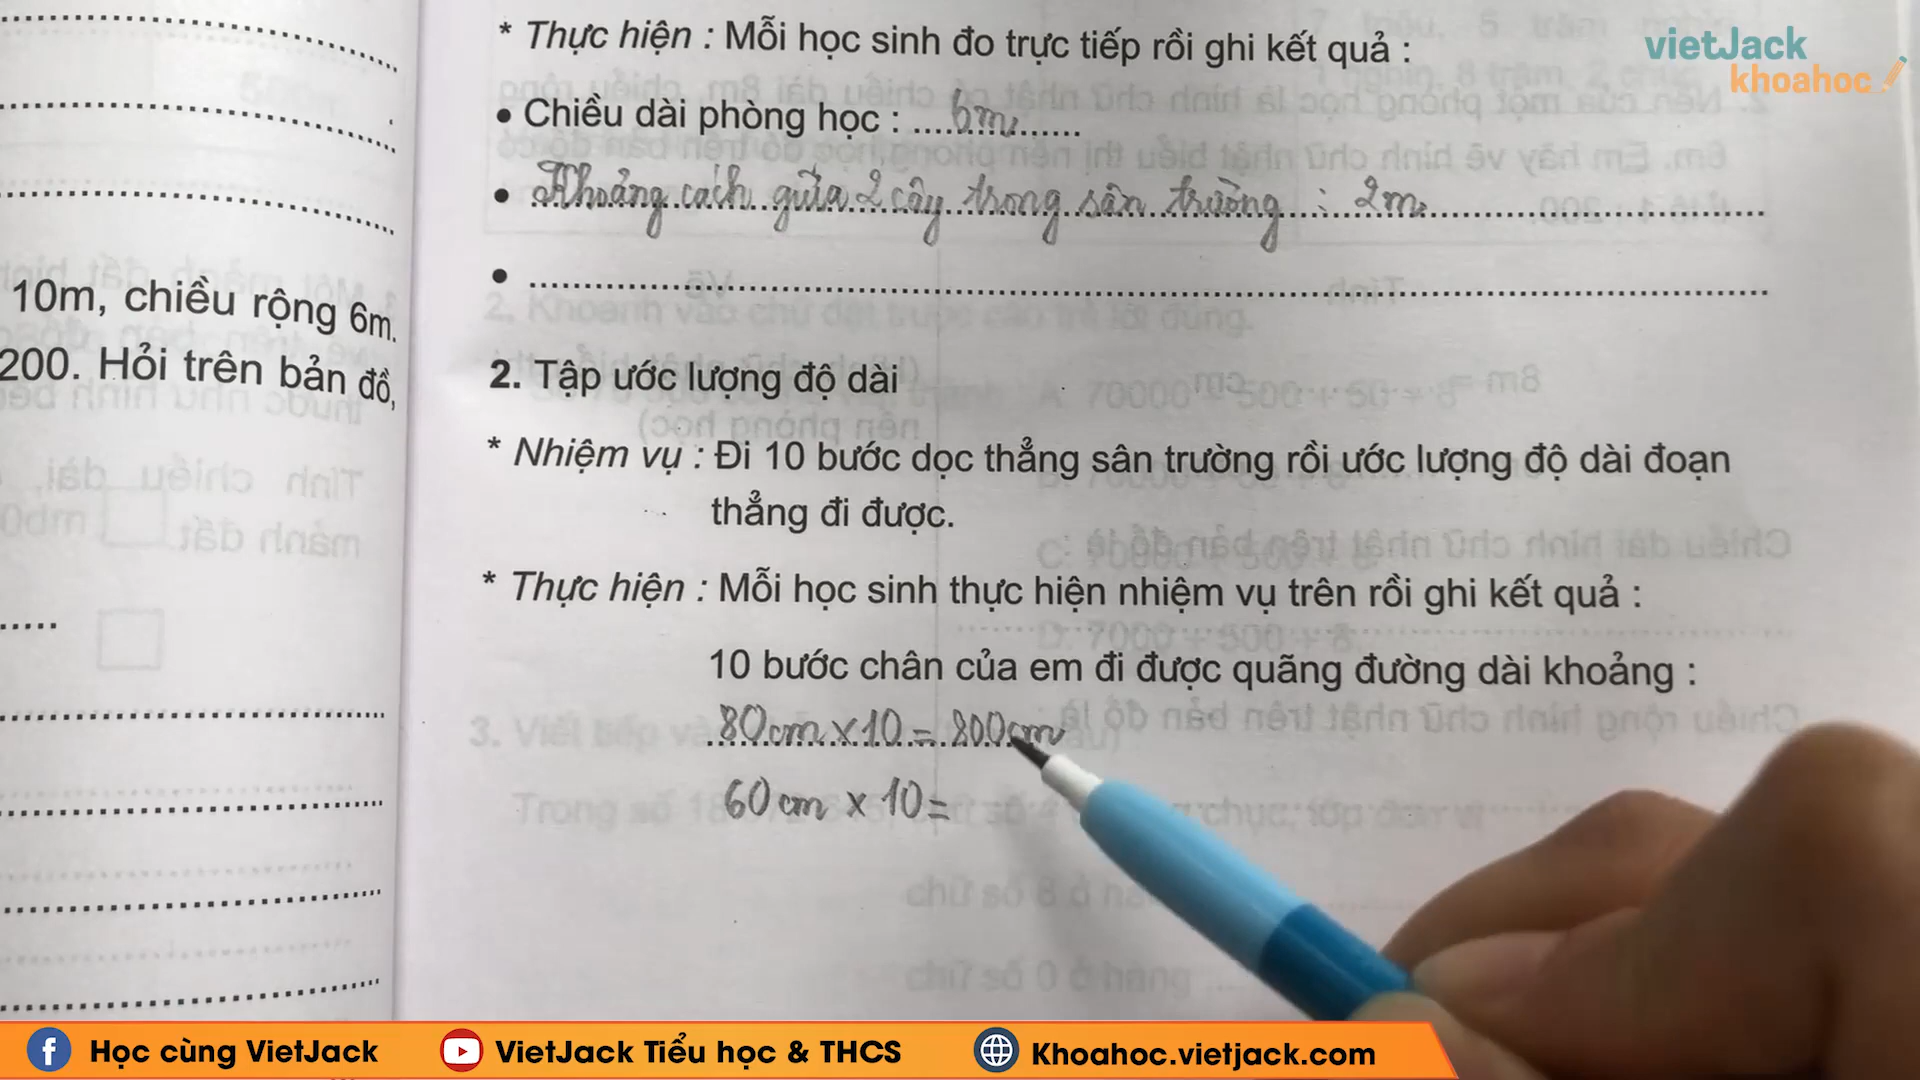 * Thực hiện : Mỗi học sinh đo trực tiếp rồi ghi kết quả :
vietJack
khoahoc
• Chiều dài phòng học : .... 6m ......
• Khoảng cách giữa 2 cây trong sân trường : 2m
•
10m, chiều rộng 6m.
200. Hỏi trên bản đồ,
2. Tập ước lượng độ dài
* Nhiệm vụ : Đi 10 bước dọc thẳng sân trường rồi ước lượng độ dài đoạn
thẳng đi được.
* Thực hiện : Mỗi học sinh thực hiện nhiệm vụ trên rồi ghi kết quả :
10 bước chân của em đi được quãng đường dài khoảng :
80cm x 10 = 800cm
60cm x 10 =
Học cùng VietJack
VietJack Tiểu học & THCS
Khoahoc.vietjack.com